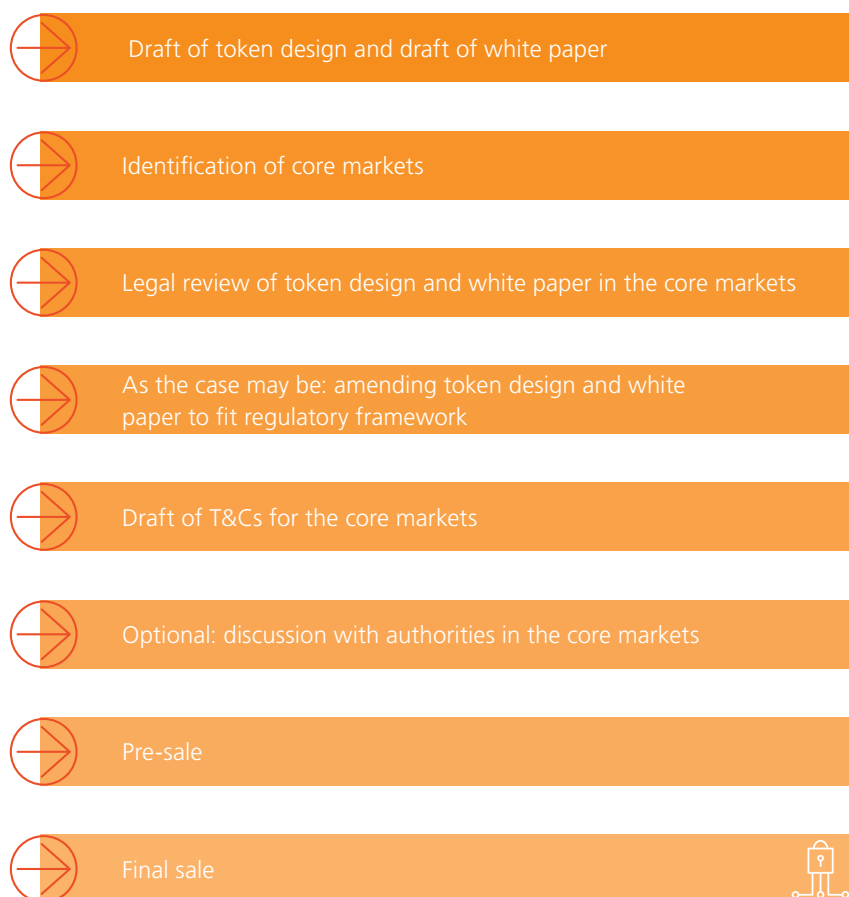 Draft of token design and draft of white paper
Identification of core markets
Legal review of token design and white paper in the core markets
As the case may be: amending token design and white
paper to fit regulatory framework
Draft of T&Cs for the core markets
Optional: discussion with authorities in the core markets
Pre-sale
Final sale